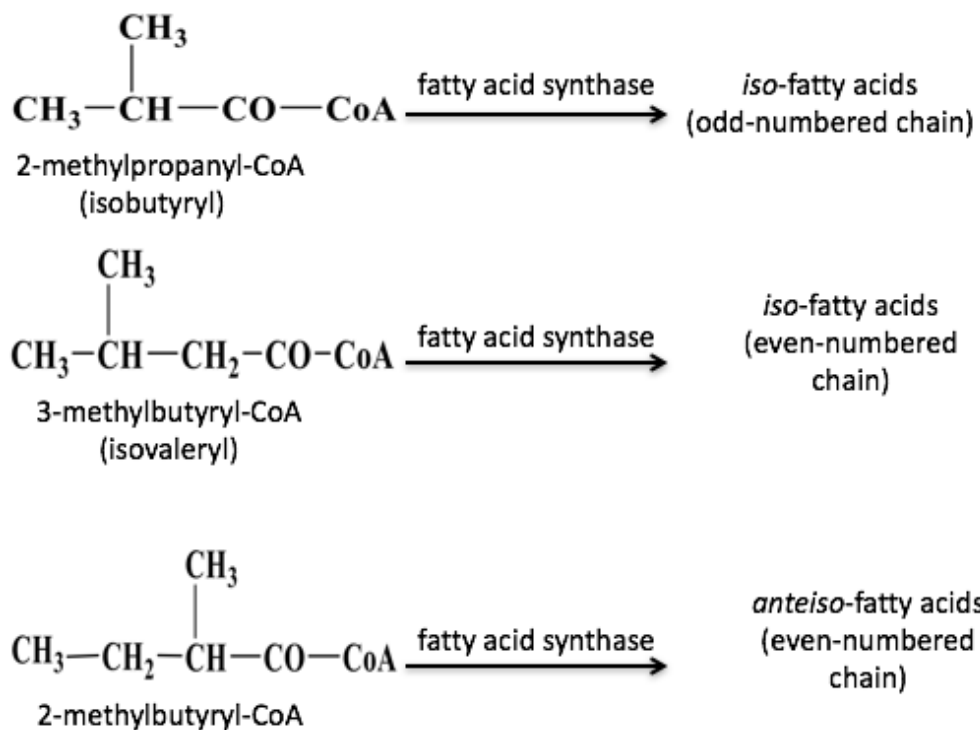 CH₃
CH₃—CH—CO—CoA
fatty acid synthase
iso-fatty acids
(odd-numbered chain)
2-methylpropanyl-CoA
(isobutyryl)
CH₃
CH₃—CH—CH₂—CO—CoA
fatty acid synthase
iso-fatty acids
(even-numbered
chain)
3-methylbutyryl-CoA
(isovaleryl)
CH₃
CH₃—CH₂—CH—CO—CoA
fatty acid synthase
anteiso-fatty acids
(even-numbered
chain)
2-methylbutyryl-CoA